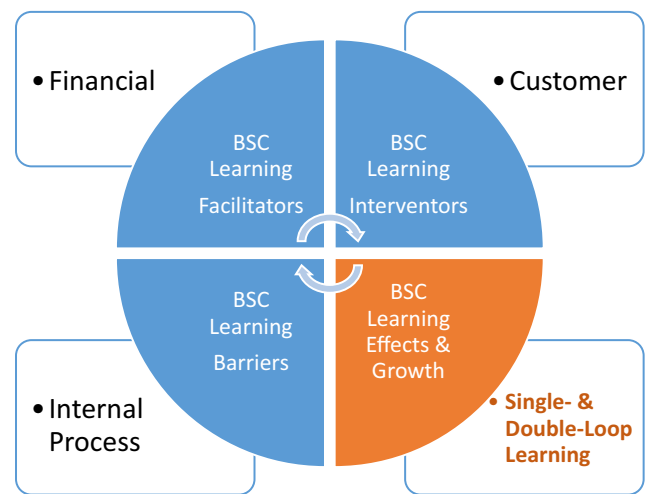 • Financial
• Customer
BSC
Learning
Facilitators
BSC
Learning
Interventors
BSC
Learning
Barriers
BSC
Learning
Effects &
Growth
• Internal
Process
• Single- &
Double-Loop
Learning